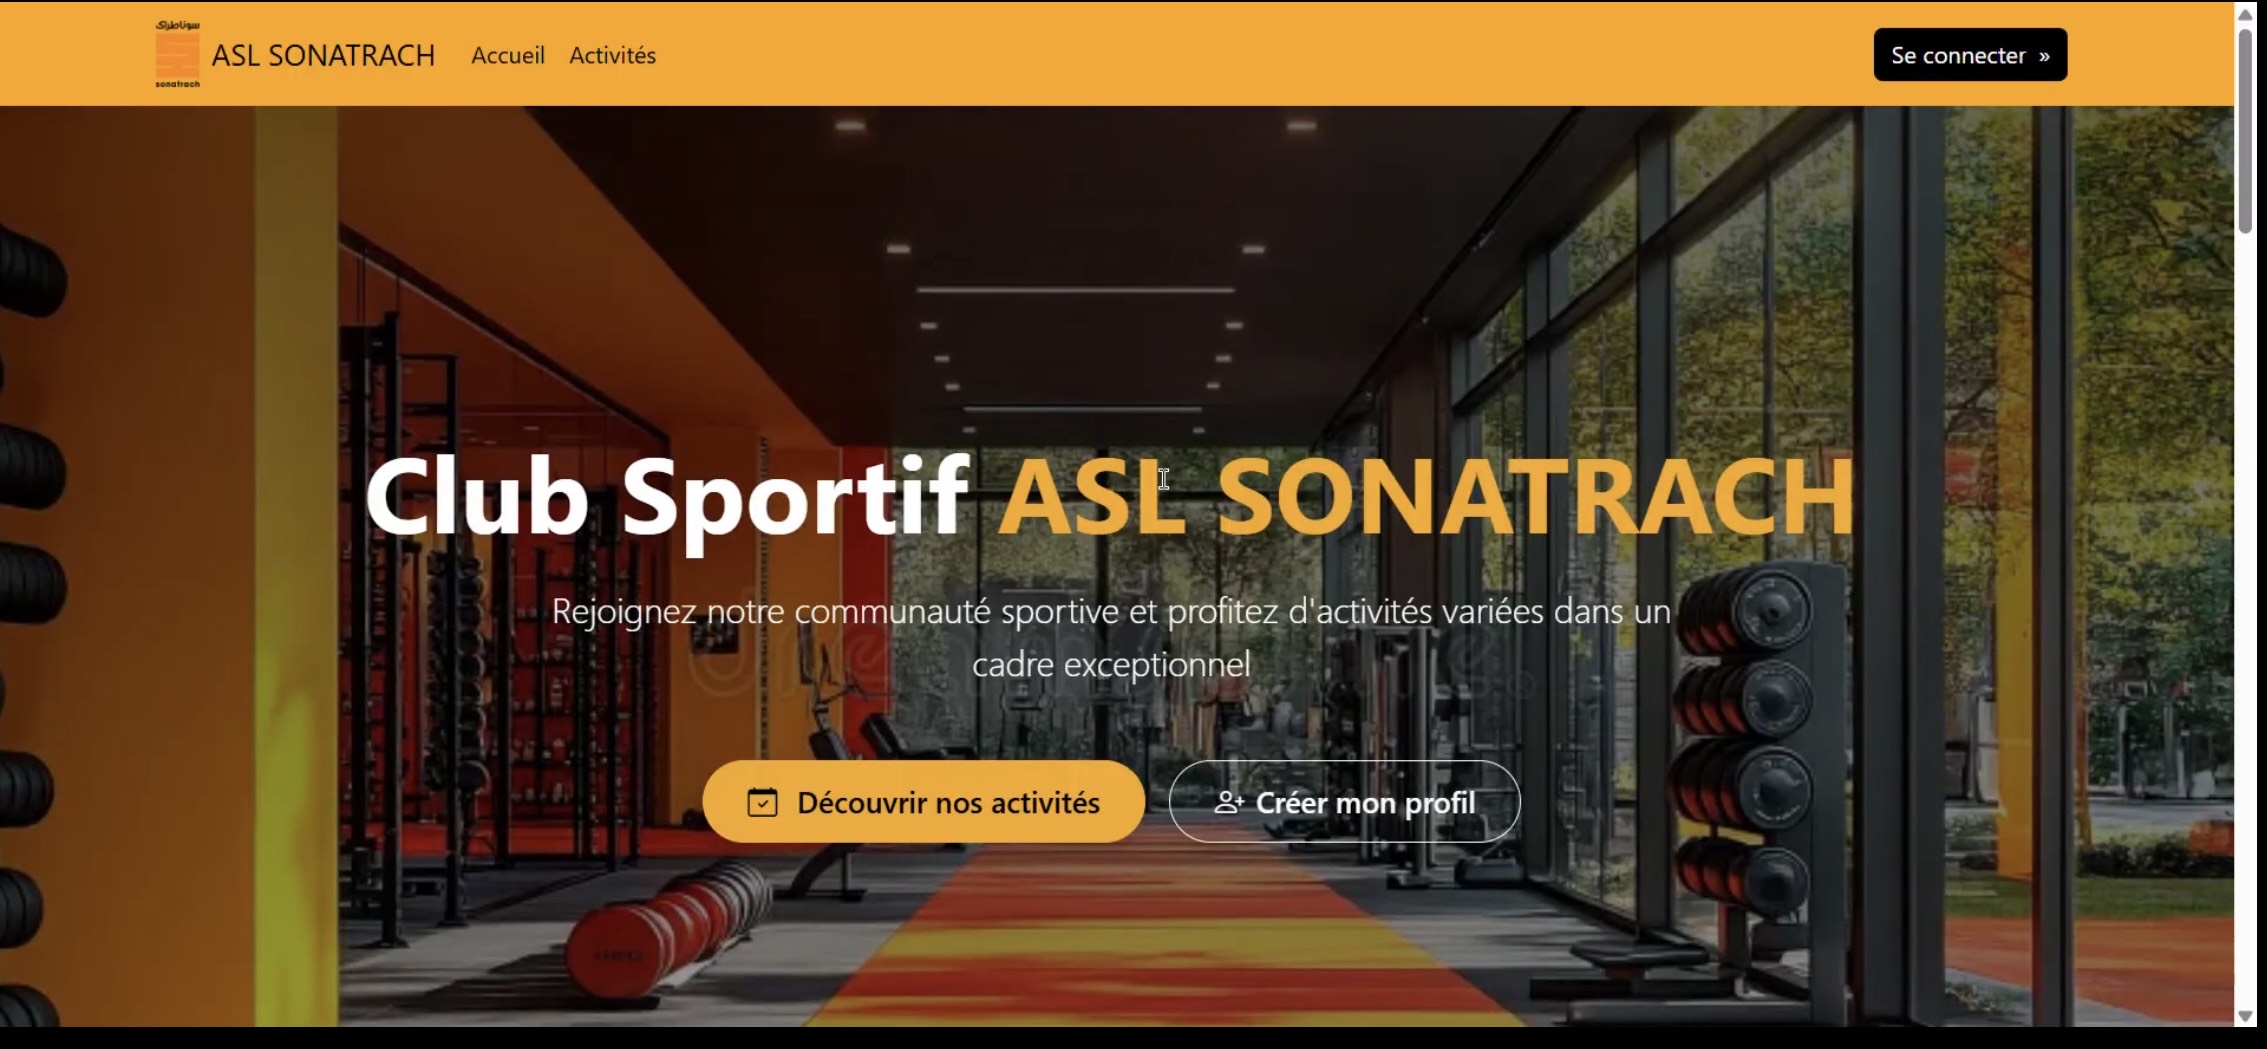 سوناطراك
sonatrach
ASL SONATRACH
Accueil
Activités
Se connecter »
Club Sportif ASL SONATRACH
Rejoignez notre communauté sportive et profitez d'activités variées dans un
cadre exceptionnel
Découvrir nos activités
Créer mon profil